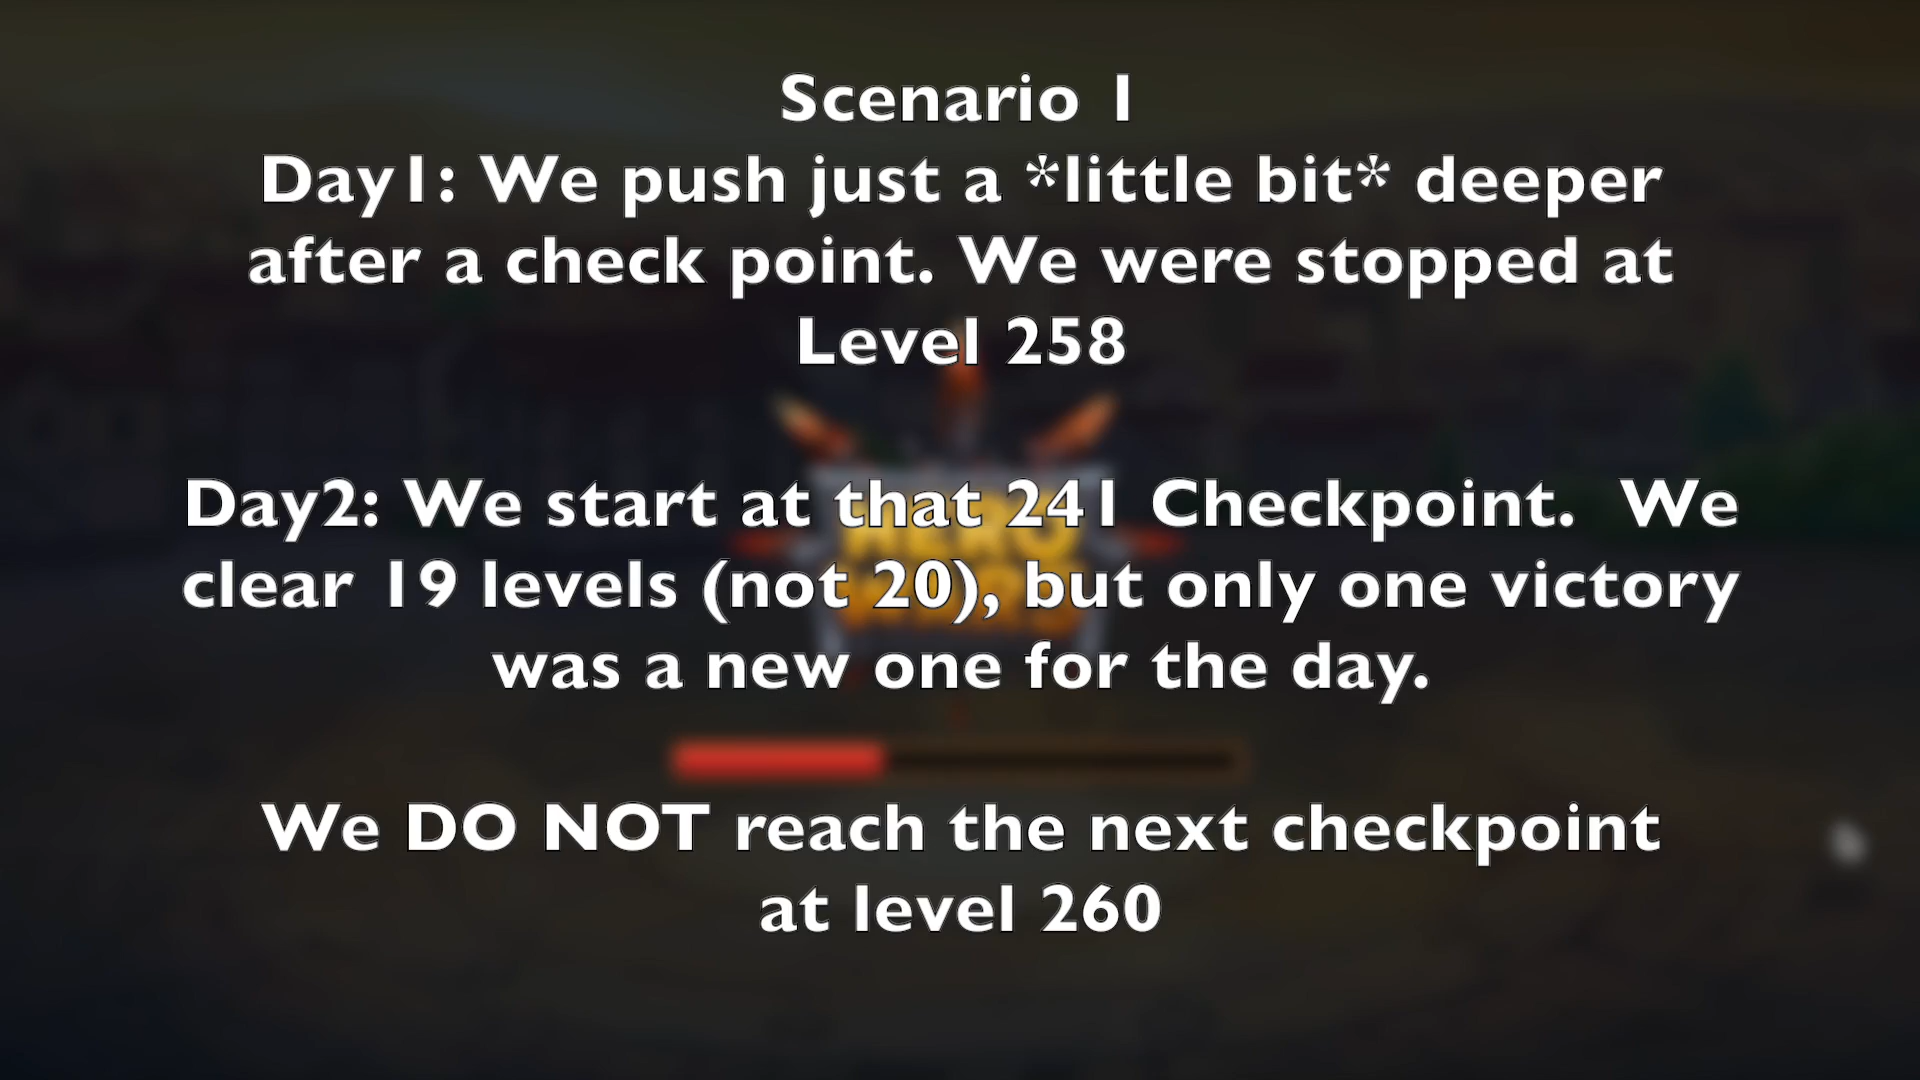 Scenario 1
Day1: We push just a *little bit* deeper
after a check point. We were stopped at
Level 258
Day2: We start at that 241 Checkpoint.  We
clear 19 levels (not 20), but only one victory
was a new one for the day.
We DO NOT reach the next checkpoint
at level 260
HERO
WARS